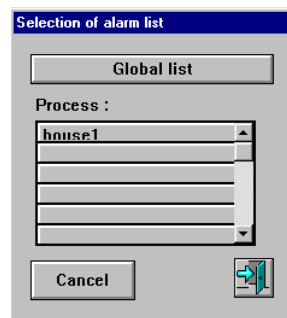 Selection of alarm list
Global list
Process :
house1
Cancel